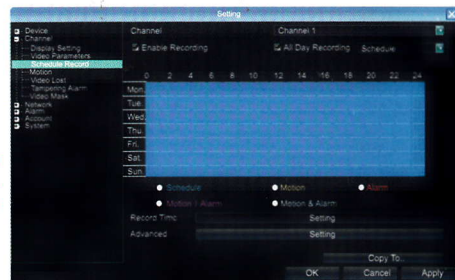 Setting
Device
Channel
Display Setting
Video Parameters
Schedule Record
Motion
Video Lost
Tampering Alarm
Video Mask
Network
Alarm
Account
System
Channel Channel 1
Enable Recording All Day Recording Schedule
0 2 4 6 8 10 12 14 16 18 20 22 24
Mon.
Tue.
Wed.
Thu.
Fri.
Sat.
Sun.
Schedule Motion Alarm
Motion / Alarm Motion & Alarm
Record Time Setting
Advanced Setting
Copy To..
OK Cancel Apply